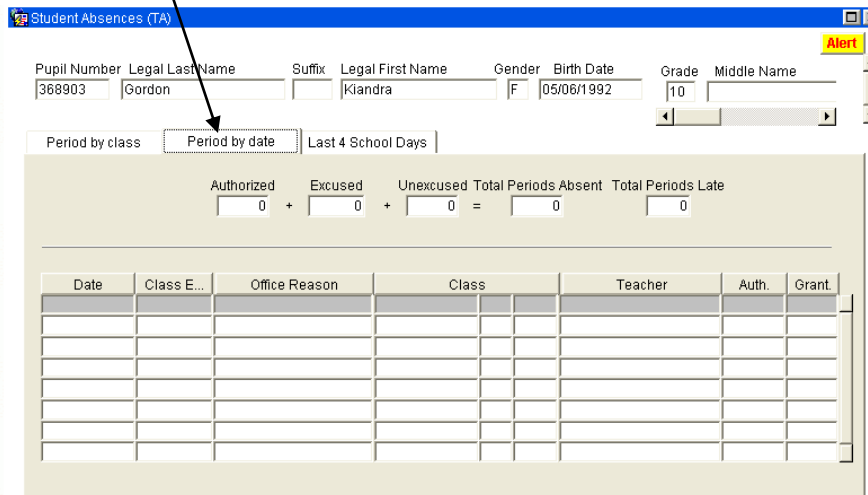 Student Absences (TA)
Alert
Pupil Number Legal Last Name Suffix Legal First Name Gender Birth Date Grade Middle Name
368903 Gordon Kiandra F 05/06/1992 10
Period by class Period by date Last 4 School Days
Authorized Excused Unexcused Total Periods Absent Total Periods Late
0 + 0 + 0 = 0 0
Date Class E... Office Reason Class Teacher Auth. Grant.